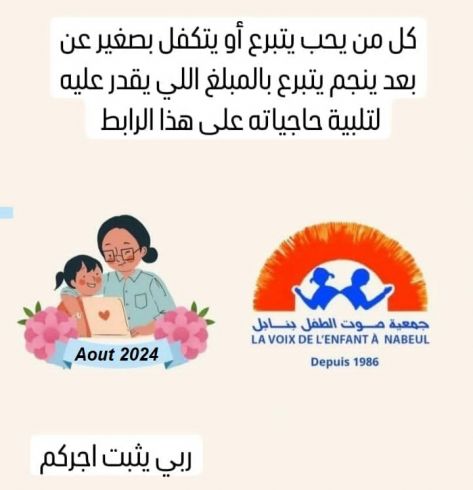 كل من يحب يتبرع أو يتكفل بصغير عن
بعد ينجم يتبرع بالمبلغ اللي يقدر عليه
لتلبية حاجياته على هذا الرابط
Aout 2024
جمعية صوت الطفل بنابل
LA VOIX DE L'ENFANT À NABEUL
Depuis 1986
ربي يثبت اجركم